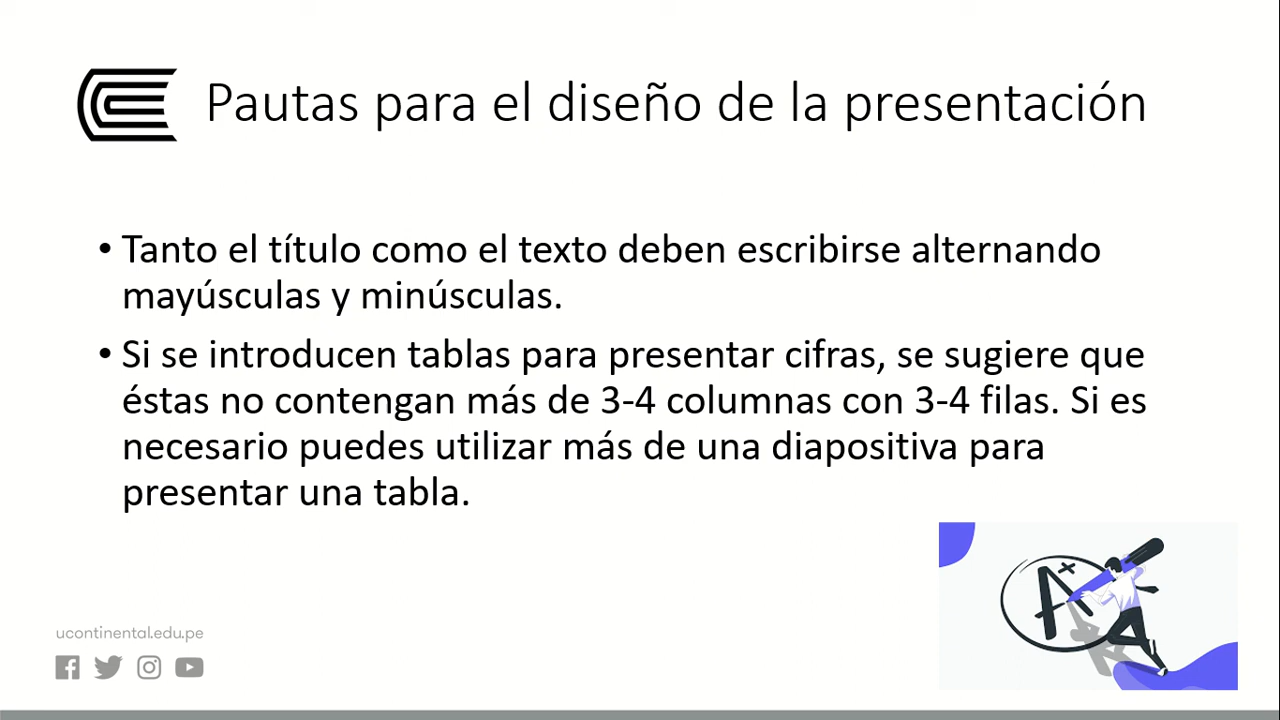 Pautas para el diseño de la presentación
• Tanto el título como el texto deben escribirse alternando
mayúsculas y minúsculas.
• Si se introducen tablas para presentar cifras, se sugiere que
éstas no contengan más de 3-4 columnas con 3-4 filas. Si es
necesario puedes utilizar más de una diapositiva para
presentar una tabla.
A+
ucontinental.edu.pe